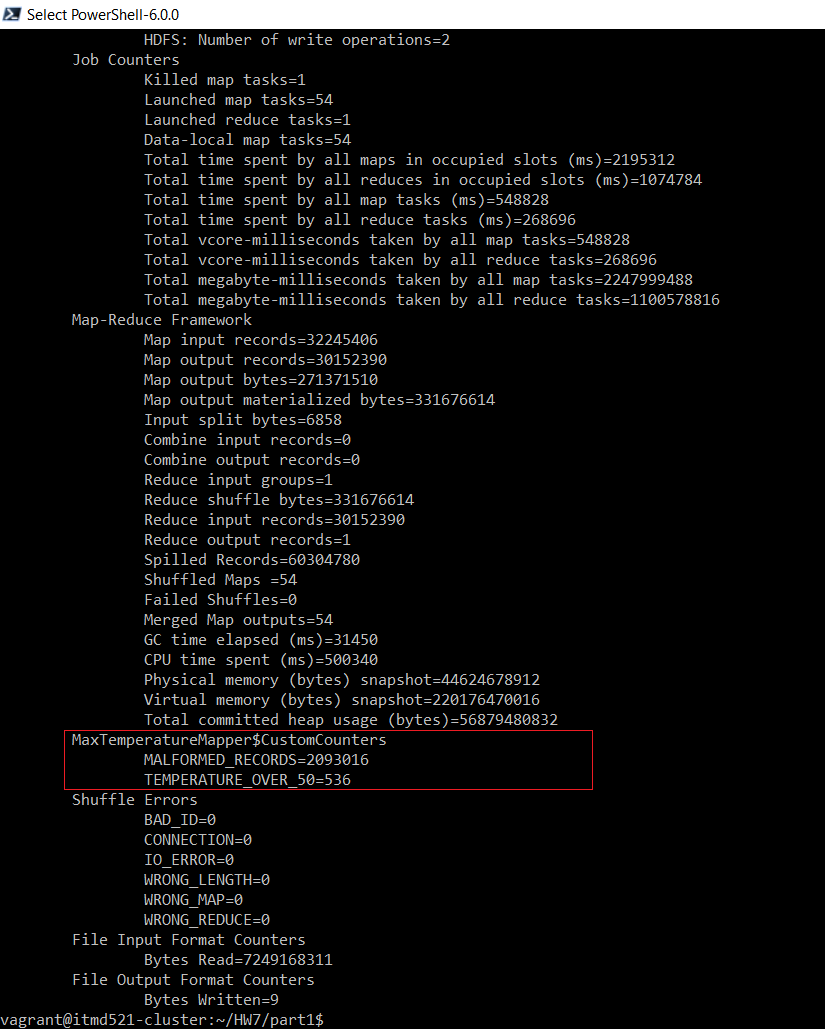 Select PowerShell-6.0.0
HDFS: Number of write operations=2
Job Counters
Killed map tasks=1
Launched map tasks=54
Launched reduce tasks=1
Data-local map tasks=54
Total time spent by all maps in occupied slots (ms)=2195312
Total time spent by all reduces in occupied slots (ms)=1074784
Total time spent by all map tasks (ms)=548828
Total time spent by all reduce tasks (ms)=268696
Total vcore-milliseconds taken by all map tasks=548828
Total vcore-milliseconds taken by all reduce tasks=268696
Total megabyte-milliseconds taken by all map tasks=2247999488
Total megabyte-milliseconds taken by all reduce tasks=1100578816
Map-Reduce Framework
Map input records=32245406
Map output records=30152390
Map output bytes=271371510
Map output materialized bytes=331676614
Input split bytes=6858
Combine input records=0
Combine output records=0
Reduce input groups=1
Reduce shuffle bytes=331676614
Reduce input records=30152390
Reduce output records=1
Spilled Records=60304780
Shuffled Maps =54
Failed Shuffles=0
Merged Map outputs=54
GC time elapsed (ms)=31450
CPU time spent (ms)=500340
Physical memory (bytes) snapshot=44624678912
Virtual memory (bytes) snapshot=220176470016
Total committed heap usage (bytes)=56879480832
MaxTemperatureMapper$CustomCounters
MALFORMED_RECORDS=2093016
TEMPERATURE_OVER_50=536
Shuffle Errors
BAD_ID=0
CONNECTION=0
IO_ERROR=0
WRONG_LENGTH=0
WRONG_MAP=0
WRONG_REDUCE=0
File Input Format Counters
Bytes Read=7249168311
File Output Format Counters
Bytes Written=9
vagrant@itmd521-cluster:~/HW7/part1$